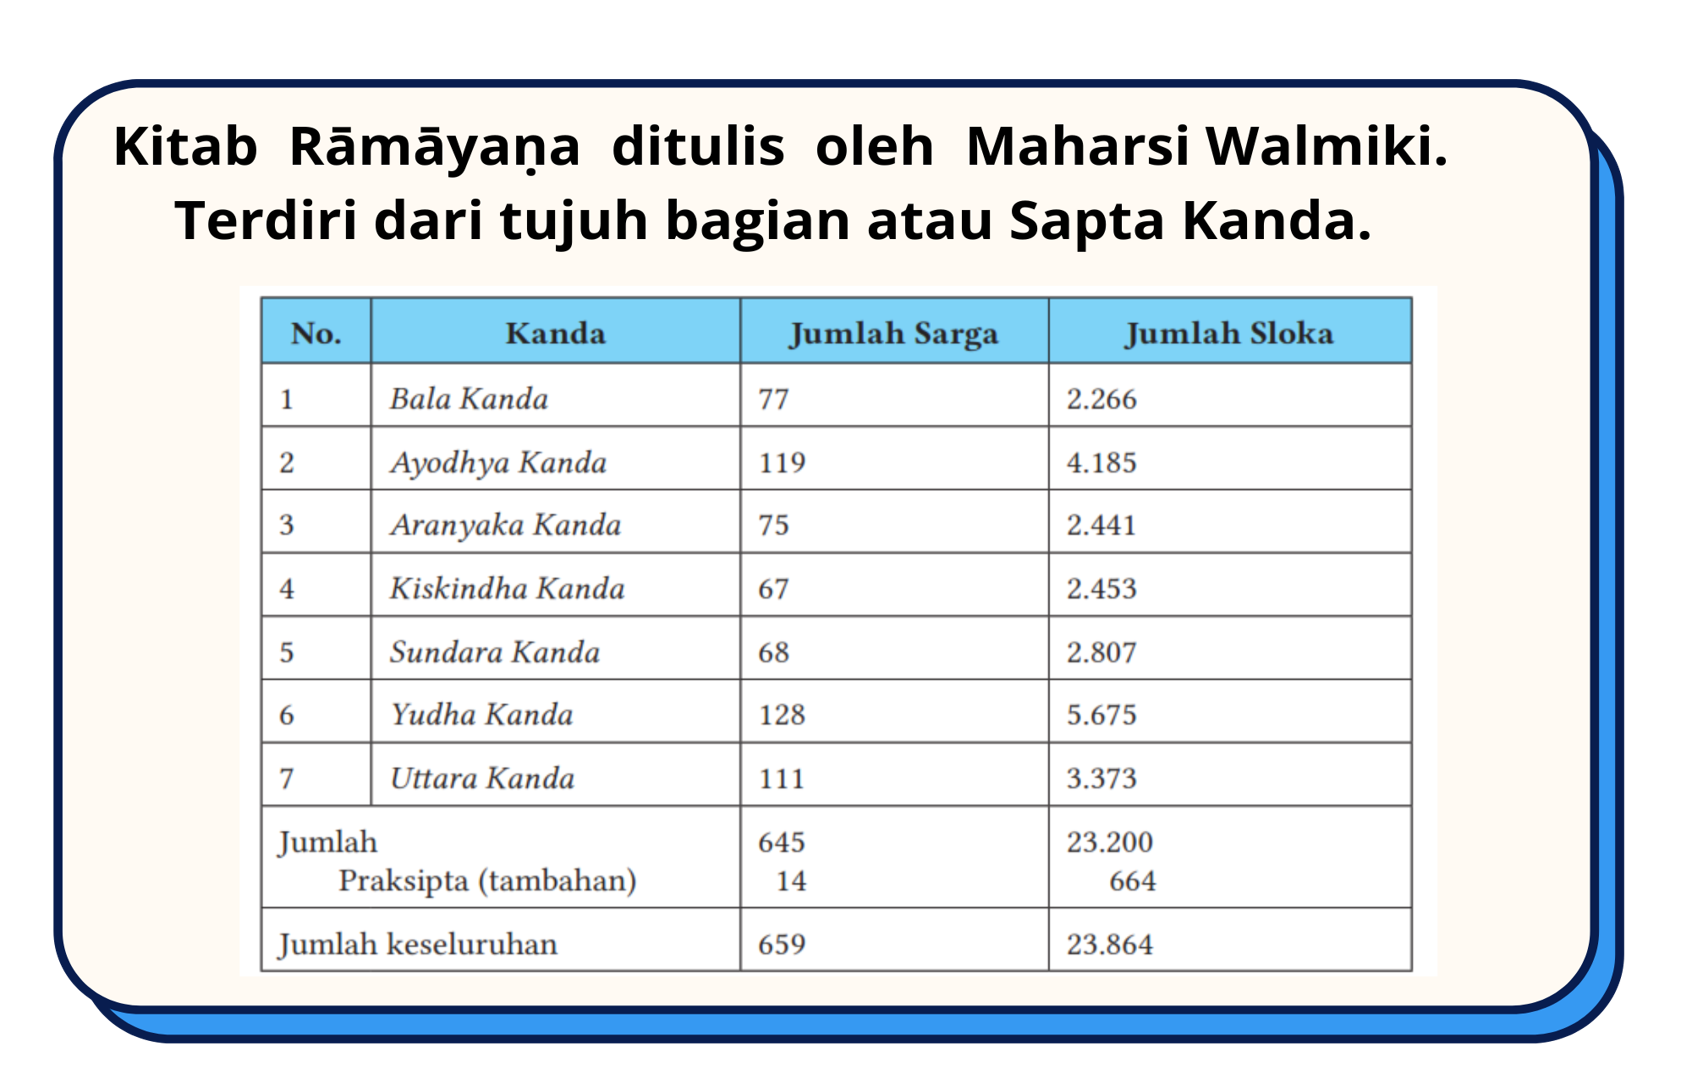 Kitab Rāmāyaṇa ditulis oleh Maharsi Walmiki.
Terdiri dari tujuh bagian atau Sapta Kanda.
No. Kanda Jumlah Sarga Jumlah Sloka
1 Bala Kanda 77 2.266
2 Ayodhya Kanda 119 4.185
3 Aranyaka Kanda 75 2.441
4 Kiskindha Kanda 67 2.453
5 Sundara Kanda 68 2.807
6 Yudha Kanda 128 5.675
7 Uttara Kanda 111 3.373
Jumlah 645 23.200
Praksipta (tambahan) 14 664
Jumlah keseluruhan 659 23.864